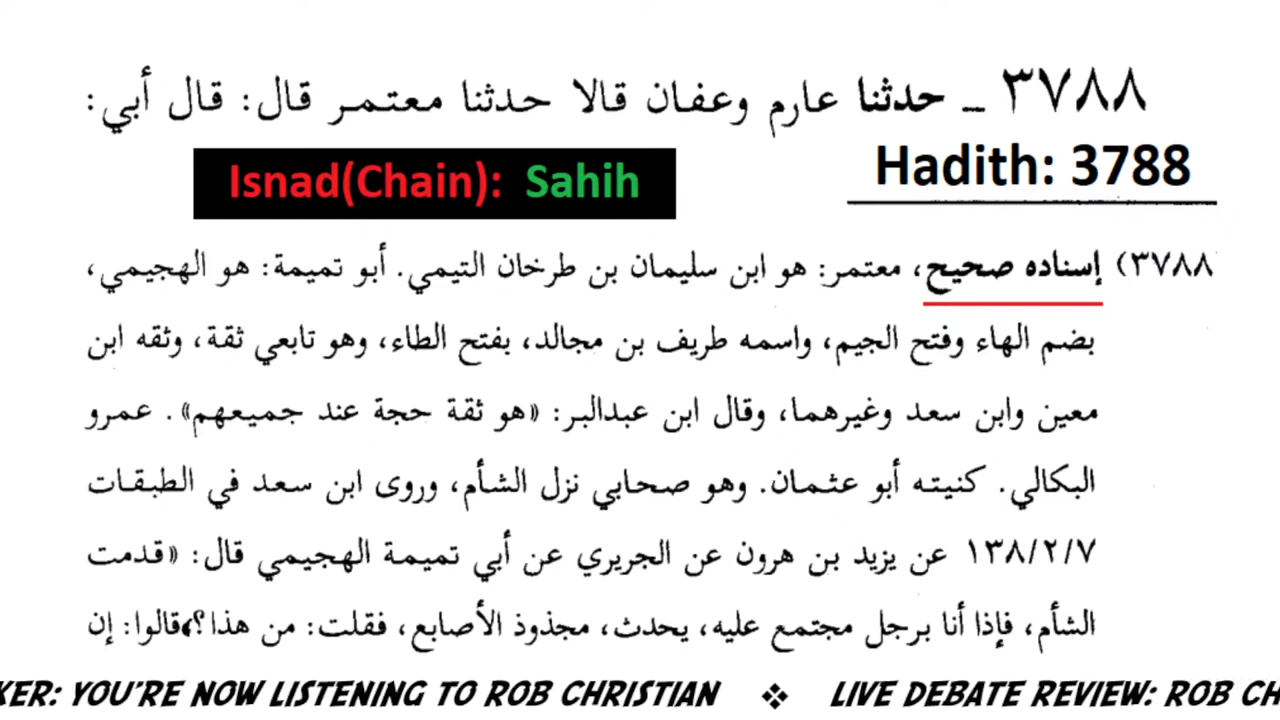 ٣٧٨٨ ــ حدثنا عارم وعفان قالا حدثنا معتمر قال: قال أبي:
Isnad(Chain): Sahih
Hadith: 3788
(٣٧٨٨) إسناده صحيح، معتمر: هو ابن سليمان بن طرخان التيمي. أبو تميمة: هو الهجيمي،
بضم الهاء وفتح الجيم، واسمه طريف بن مجالد، بفتح الطاء، وهو تابعي ثقة، وثقه ابن
معين وابن سعد وغيرهما، وقال ابن عبدالبر: «هو ثقة حجة عند جميعهم». عمرو
البكالي. كنيته أبو عثمان. وهو صحابي نزل الشأم، وروى ابن سعد في الطبقات
١٣٨/٢/٧ عن يزيد بن هرون عن الجريري عن أبي تميمة الهجيمي قال: «قدمت
الشأم، فإذا أنا برجل مجتمع عليه، يحدث، مجذوذ الأصابع، فقلت: من هذا؟ قالوا: إن
KER: YOU'RE NOW LISTENING TO ROB CHRISTIAN ❖ LIVE DEBATE REVIEW: ROB CH